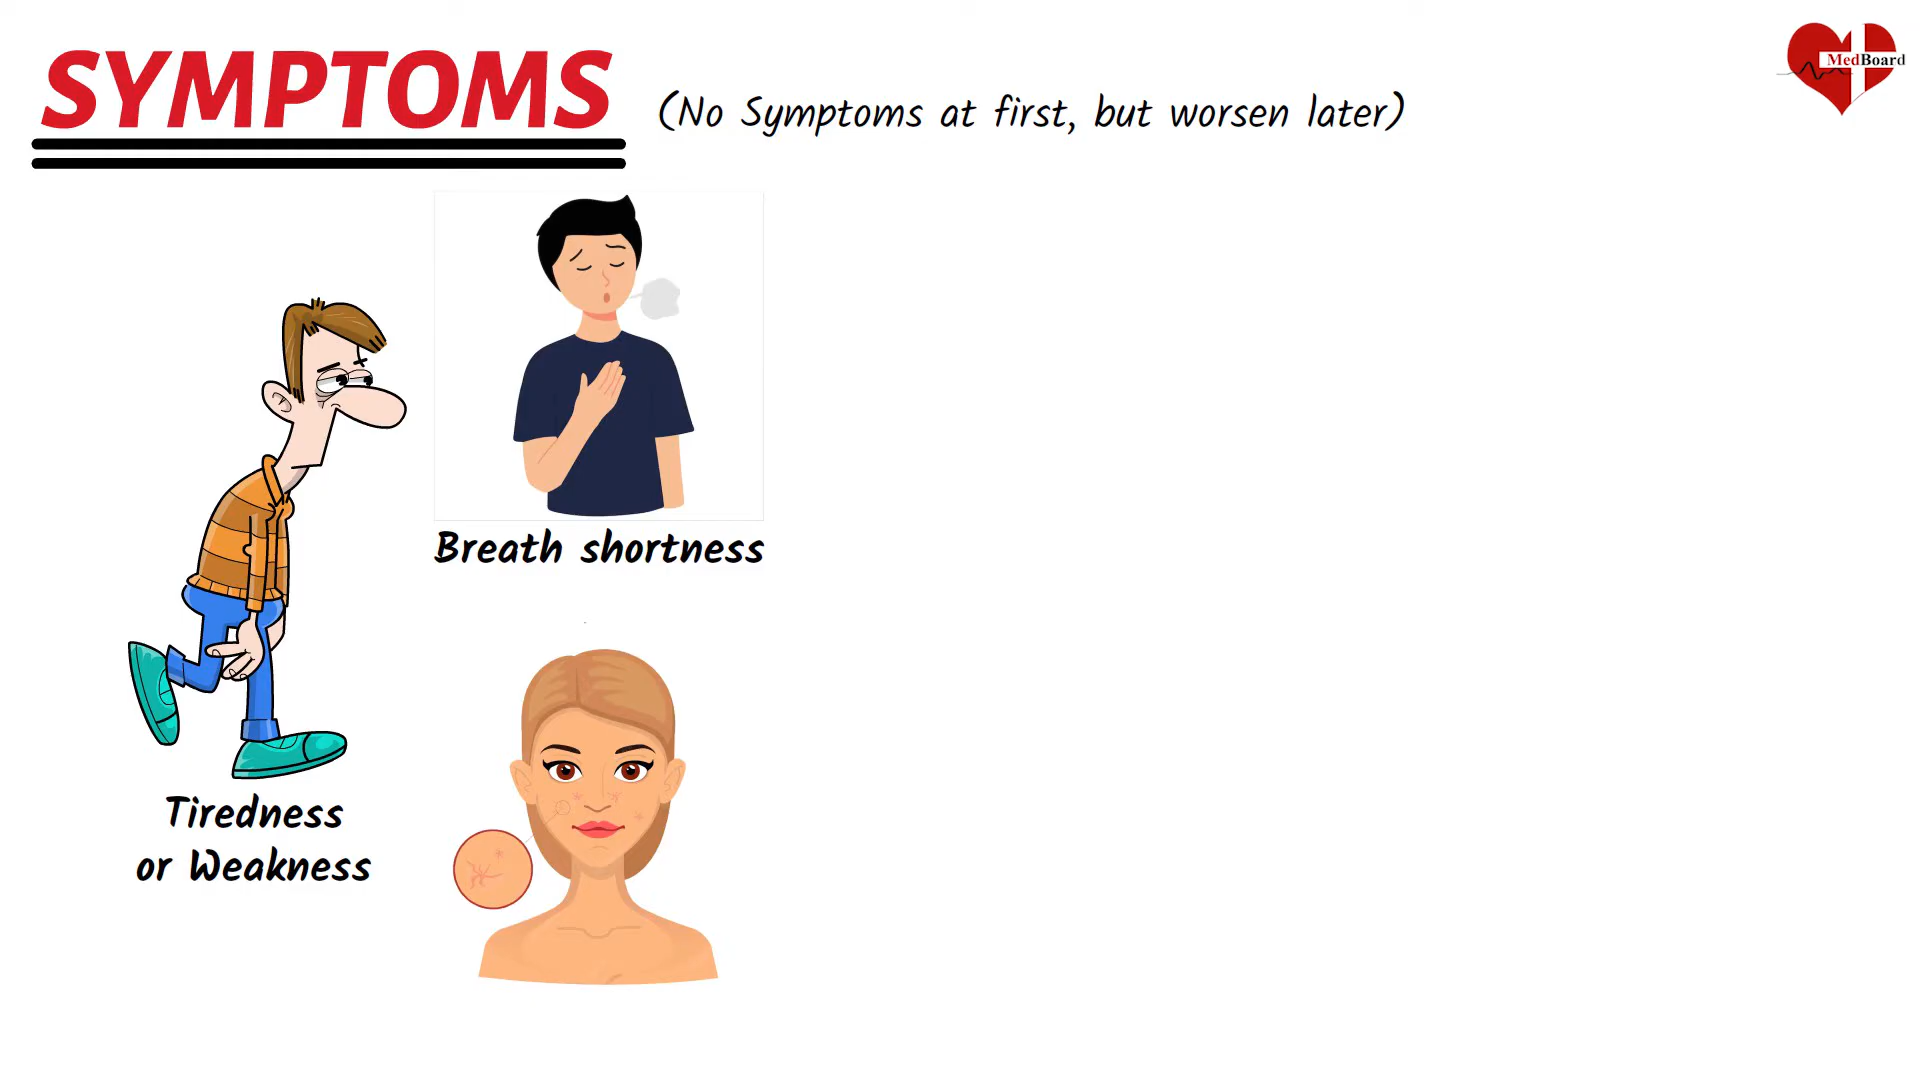 SYMPTOMS
(No Symptoms at first, but worsen later)
MedBoard
Breath shortness
Tiredness
or Weakness